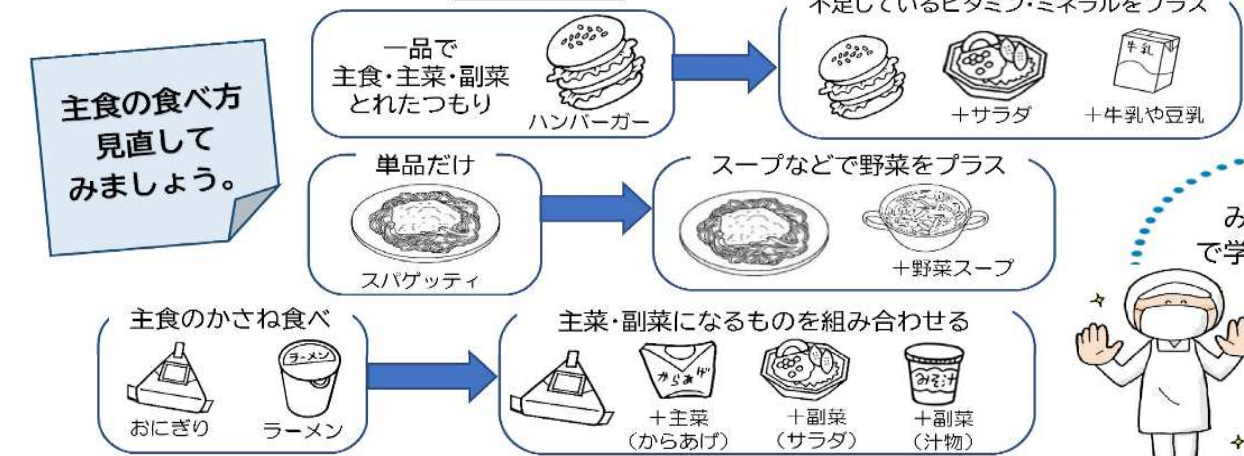 主食の食べ方
見直して
みましょう。
一品で
主食・主菜・副菜
とれたつもり
ハンバーガー
不足しているビタミン・ミネラルをプラス
牛乳
＋サラダ
＋牛乳や豆乳
単品だけ
スパゲッティ
スープなどで野菜をプラス
＋野菜スープ
主食のかさね食べ
ラーメン
おにぎり
ラーメン
主菜・副菜になるものを組み合わせる
からあげ
みそ汁
＋主菜
（からあげ）
＋副菜
（サラダ）
＋副菜
（汁物）
み
で学